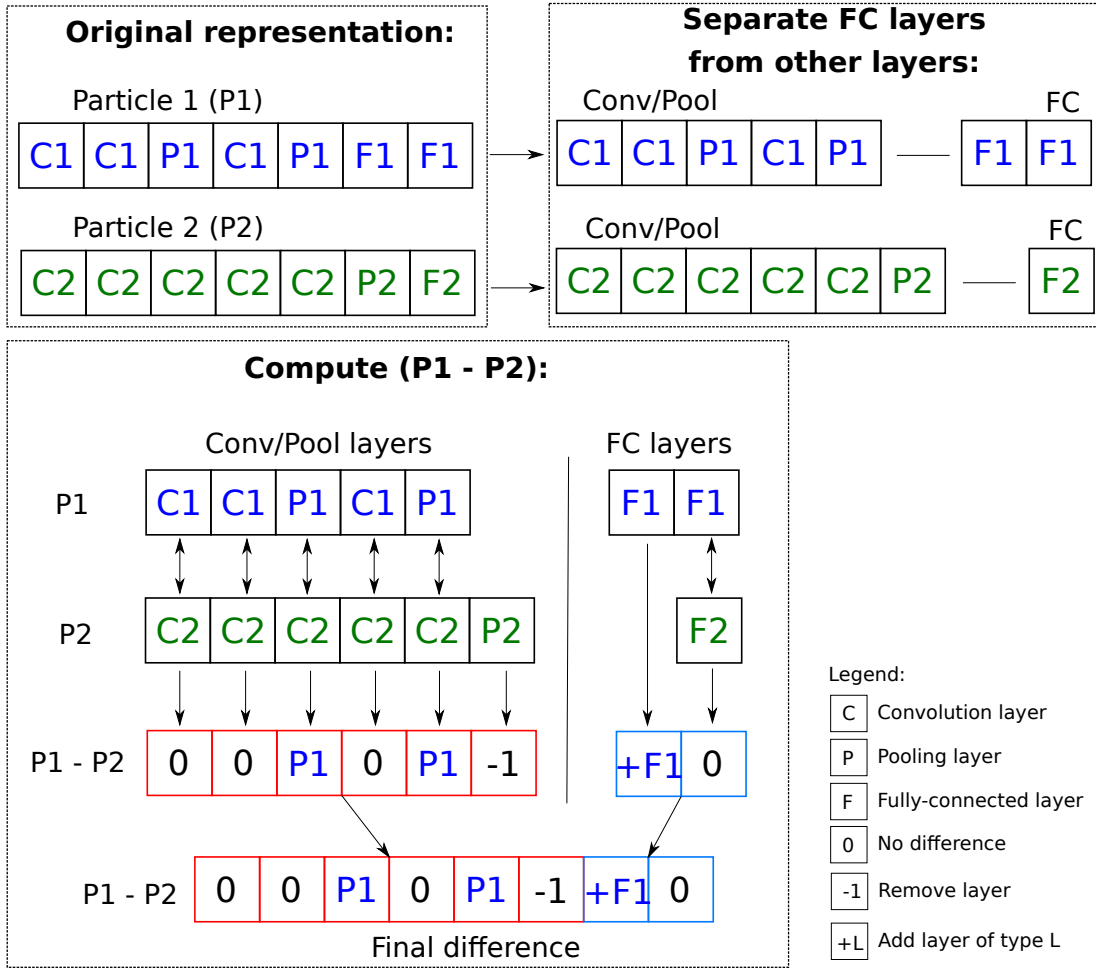 Original representation:
Particle 1 (P1)
C1 C1 P1 C1 P1 F1 F1
Particle 2 (P2)
C2 C2 C2 C2 C2 P2 F2
Separate FC layers
from other layers:
Conv/Pool FC
C1 C1 P1 C1 P1 F1 F1
Conv/Pool FC
C2 C2 C2 C2 C2 P2 F2
Compute (P1 - P2):
Conv/Pool layers FC layers
P1 C1 C1 P1 C1 P1 F1 F1
P2 C2 C2 C2 C2 C2 P2 F2
P1 - P2 0 0 P1 0 P1 -1 +F1 0
P1 - P2 0 0 P1 0 P1 -1 +F1 0
Final difference
Legend:
C Convolution layer
P Pooling layer
F Fully-connected layer
0 No difference
-1 Remove layer
+L Add layer of type L